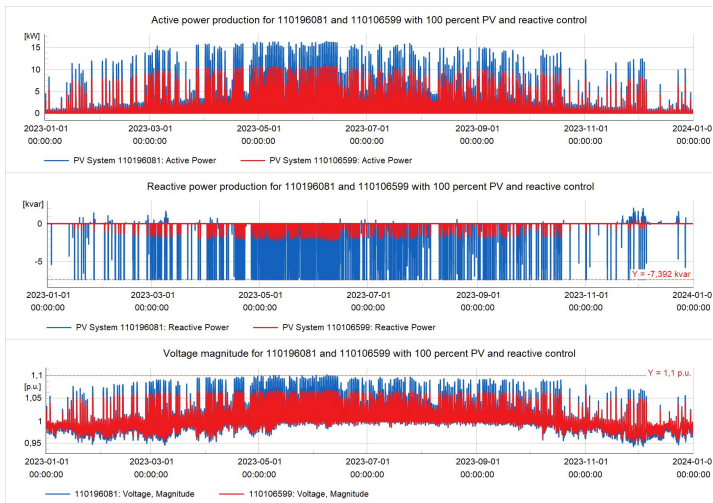 Active power production for 110196081 and 110106599 with 100 percent PV and reactive control
[kW]
15
10
5
0
2023-01-01 2023-03-01 2023-05-01 2023-07-01 2023-09-01 2023-11-01 2024-01-01
00:00:00 00:00:00 00:00:00 00:00:00 00:00:00 00:00:00 00:00:00
PV System 110196081: Active Power PV System 110106599: Active Power
Reactive power production for 110196081 and 110106599 with 100 percent PV and reactive control
[kvar]
0
-5
Y = -7,392 kvar
2023-01-01 2023-03-01 2023-05-01 2023-07-01 2023-09-01 2023-11-01 2024-01-01
00:00:00 00:00:00 00:00:00 00:00:00 00:00:00 00:00:00 00:00:00
PV System 110196081: Reactive Power PV System 110106599: Reactive Power
Voltage magnitude for 110196081 and 110106599 with 100 percent PV and reactive control
1,1
Y = 1,1 p.u.
[p.u.]
1,05
1
0,95
2023-01-01 2023-03-01 2023-05-01 2023-07-01 2023-09-01 2023-11-01 2024-01-01
00:00:00 00:00:00 00:00:00 00:00:00 00:00:00 00:00:00 00:00:00
110196081: Voltage, Magnitude 110106599: Voltage, Magnitude